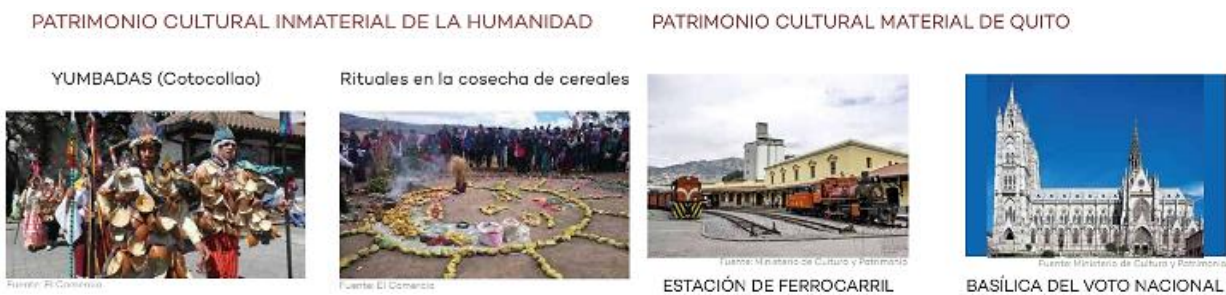 PATRIMONIO CULTURAL INMATERIAL DE LA HUMANIDAD
PATRIMONIO CULTURAL MATERIAL DE QUITO
YUMBADAS (Cotocollao)
Rituales en la cosecha de cereales
Fuente: El Comercio
Fuente: El Comercio
Fuente: Ministerio de Cultura y Patrimonio
ESTACIÓN DE FERROCARRIL
Fuente: Ministerio de Cultura y Patrimonio
BASÍLICA DEL VOTO NACIONAL